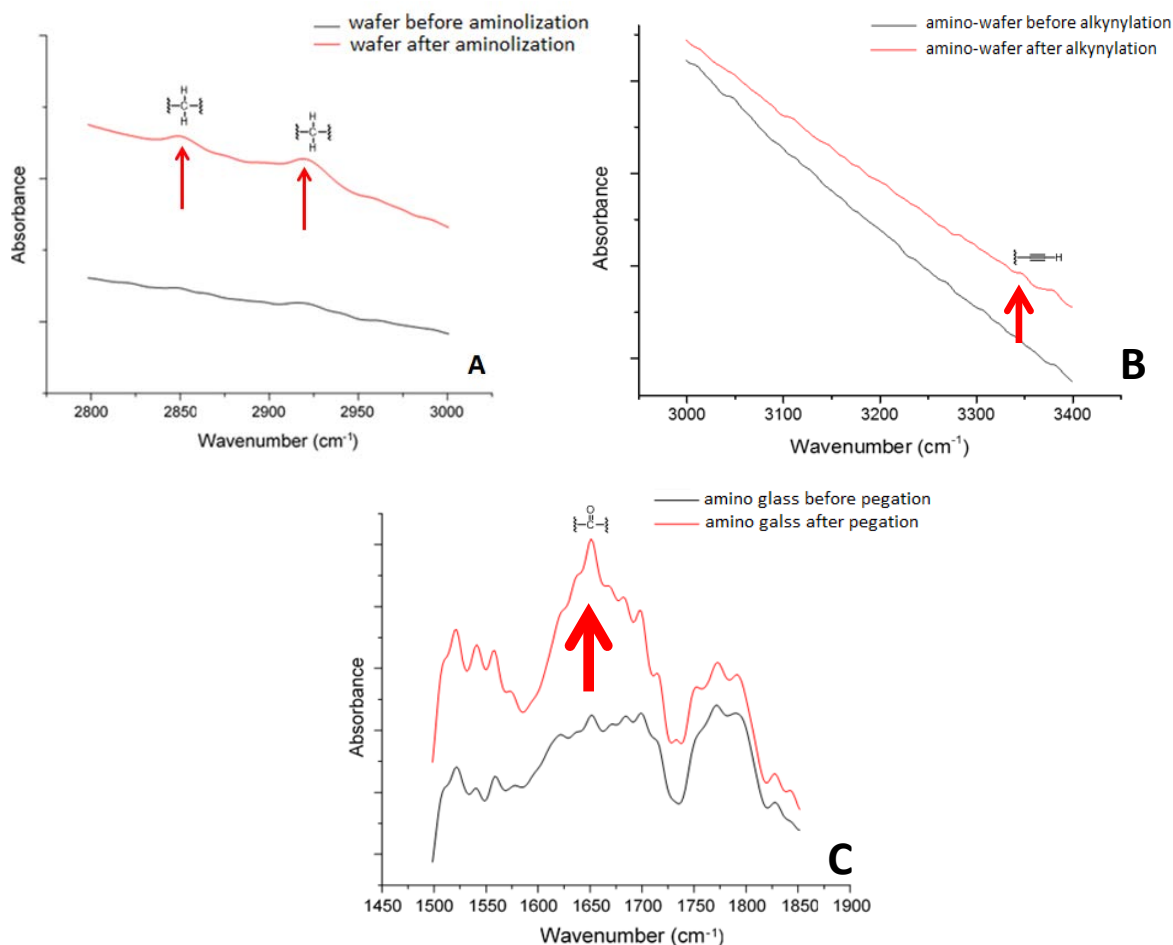 wafer before aminolization
wafer after aminolization
H
C
H
H
C
H
Absorbance
A
2800 2850 2900 2950 3000
Wavenumber (cm⁻¹)
amino-wafer before alkynylation
amino-wafer after alkynylation
H
Absorbance
B
3000 3100 3200 3300 3400
Wavenumber (cm⁻¹)
amino glass before pegation
amino galss after pegation
O
C
Absorbance
C
1450 1500 1550 1600 1650 1700 1750 1800 1850 1900
Wavenumber (cm⁻¹)